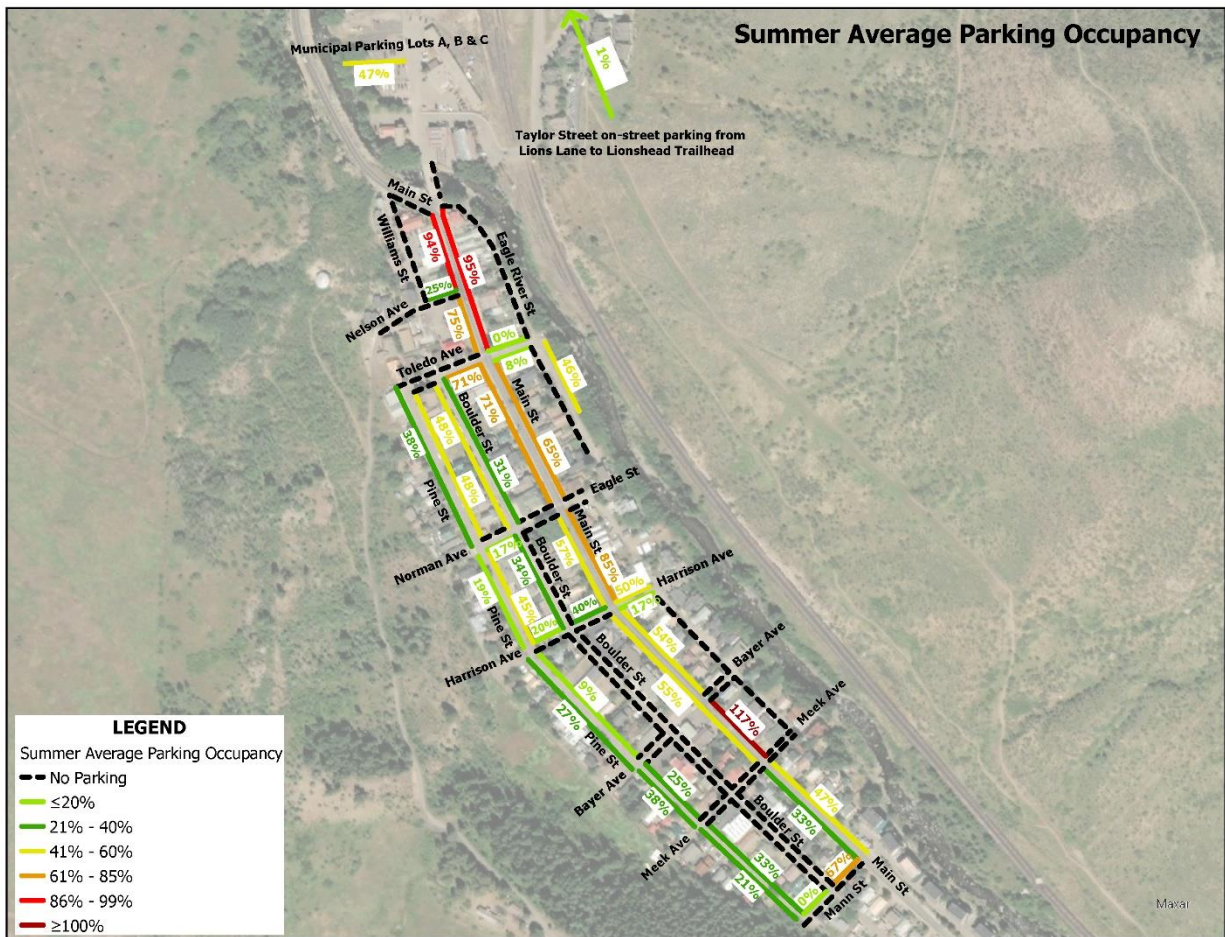 Summer Average Parking Occupancy
Municipal Parking Lots A, B & C
47%
1%
Taylor Street on-street parking from
Lions Lane to Lionshead Trailhead
Main St
Williams St
94%
95%
Eagle River St
25%
Nelson Ave
75%
0%
Toledo Ave
8%
46%
71%
71%
Main St
Boulder St
48%
38%
31%
65%
48%
Pine St
Eagle St
Main St
Norman Ave
17%
Boulder St
57%
85%
34%
19%
45%
50%
Harrison Ave
40%
17%
Pine St
20%
54%
Harrison Ave
Boulder St
Bayer Ave
55%
9%
27%
117%
Meek Ave
Pine St
Bayer Ave
25%
38%
47%
Boulder St
33%
Meek Ave
33%
21%
67%
Main St
0%
Mann St
Maxar
LEGEND
Summer Average Parking Occupancy
No Parking
≤20%
21% - 40%
41% - 60%
61% - 85%
86% - 99%
≥100%